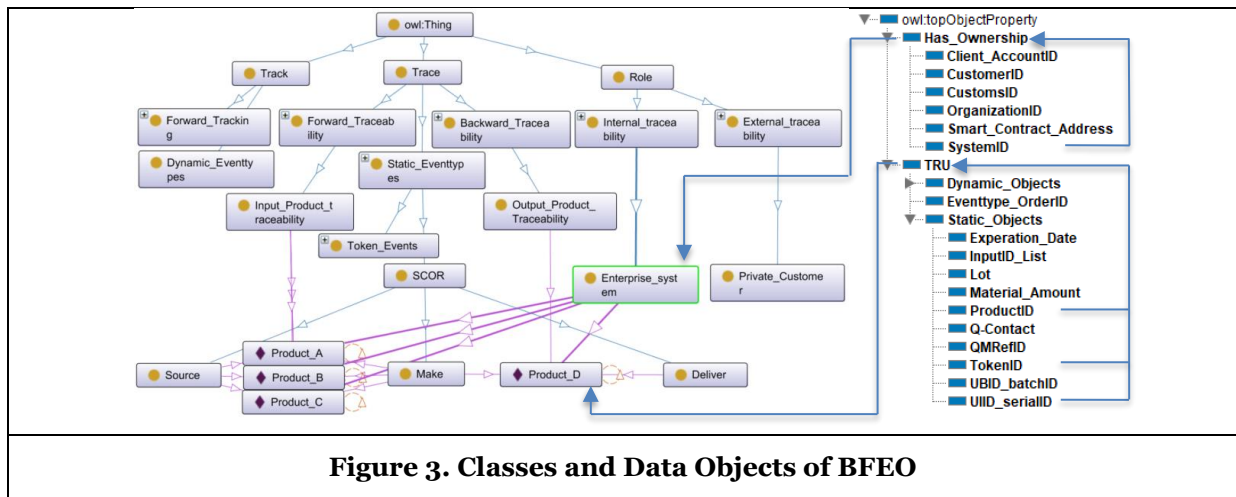 owl:Thing
Track
Trace
Role
Forward_Trackin
g
Forward_Traceab
ility
Backward_Tracea
bility
Internal_tracea
bility
External_tracea
bility
Dynamic_Eventty
pes
Static_Eventtyp
es
Input_Product_t
raceability
Output_Product_
Traceability
Token_Events
SCOR
Enterprise_syst
em
Private_Custome
r
Source
Product_A
Product_B
Product_C
Make
Product_D
Deliver
owl:topObjectProperty
Has_Ownership
Client_AccountID
CustomerID
CustomsID
OrganizationID
Smart_Contract_Address
SystemID
TRU
Dynamic_Objects
Eventtype_OrderID
Static_Objects
Experation_Date
InputID_List
Lot
Material_Amount
ProductID
Q-Contact
QMRefID
TokenID
UBID_batchID
UIID_serialID
Figure 3. Classes and Data Objects of BFEO